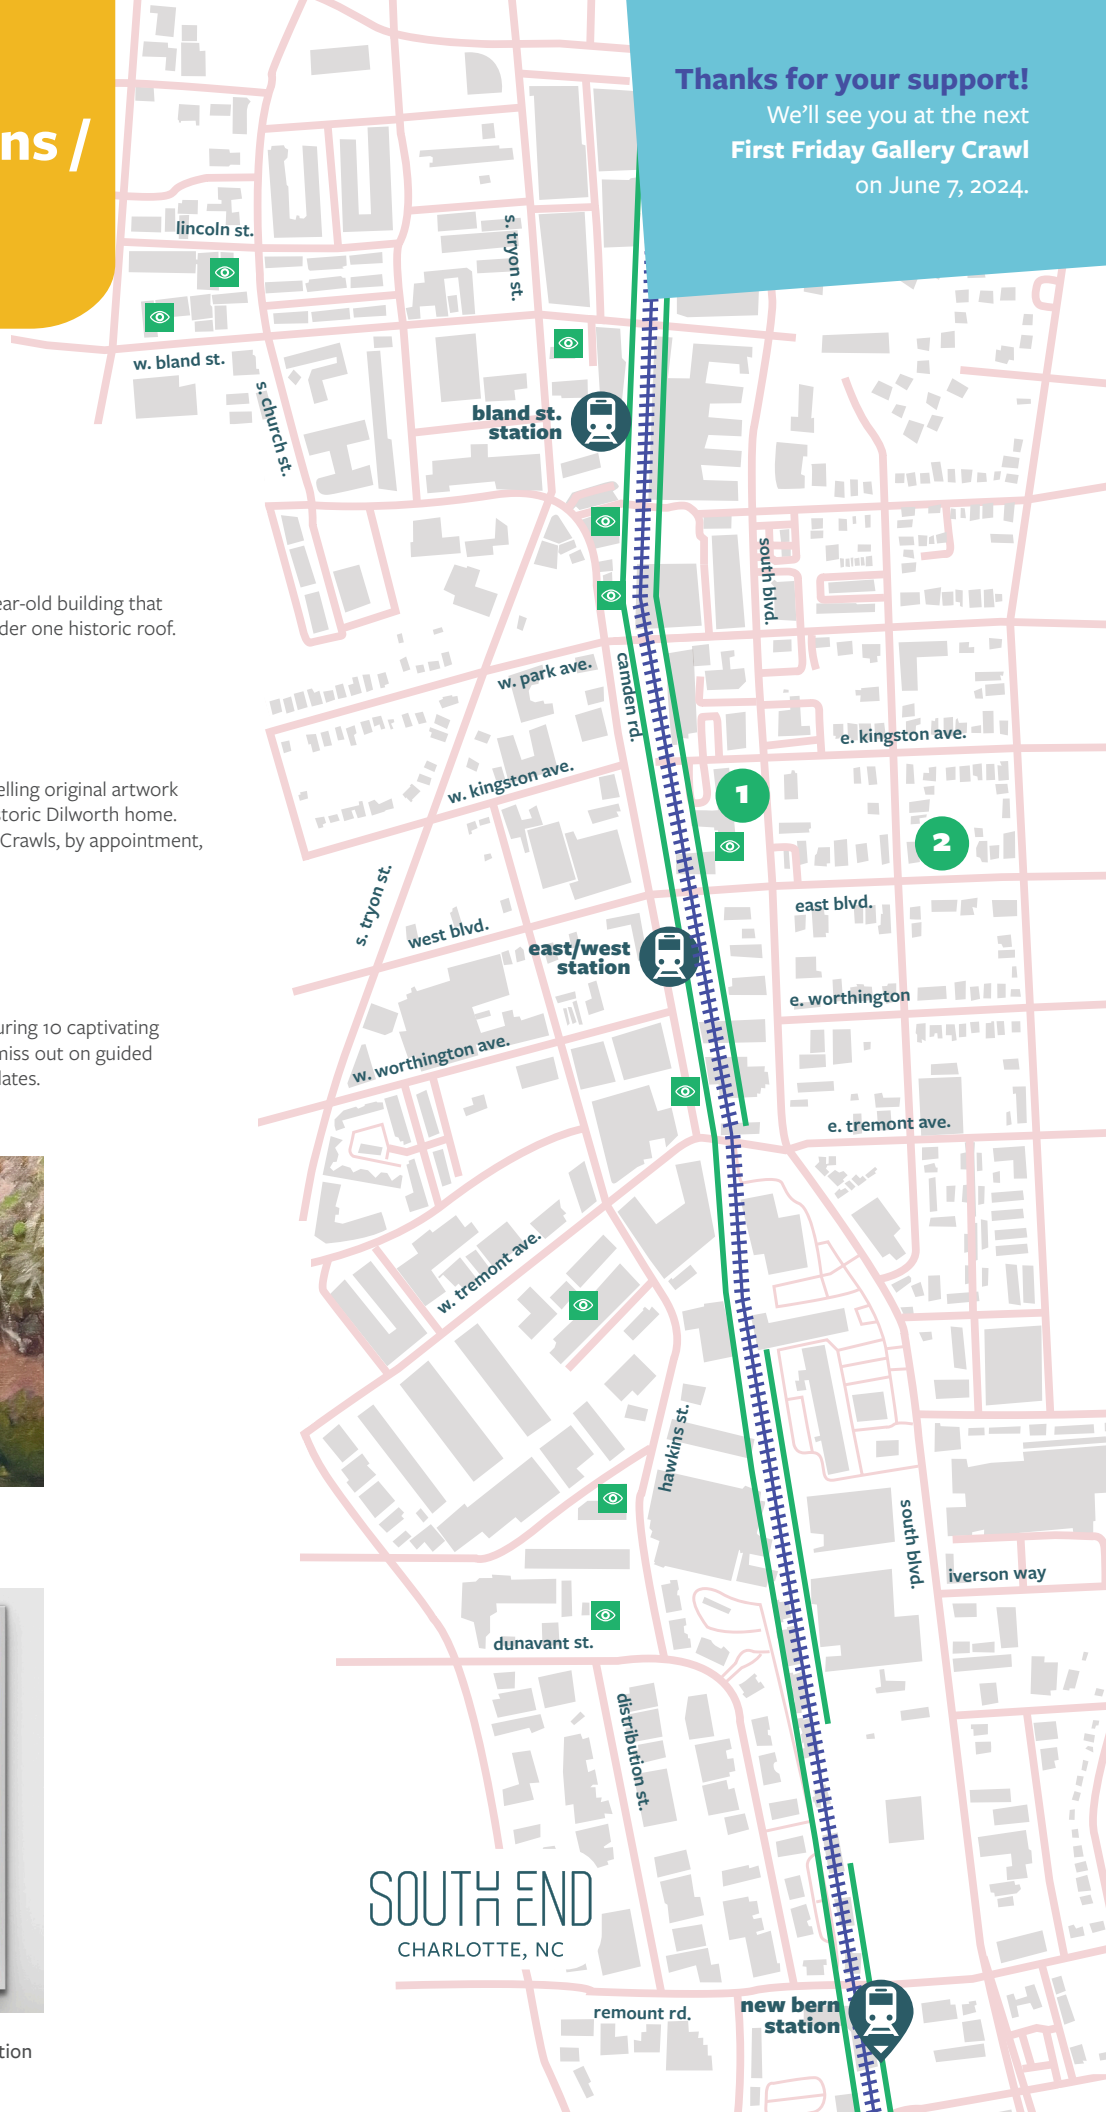 ns /
Thanks for your support!
We'll see you at the next
First Friday Gallery Crawl
on June 7, 2024.
lincoln st.
s. tryon st.
w. bland st.
s. church st.
bland st.
station
south blvd.
ear-old building that
der one historic roof.
w. park ave.
camden rd.
e. kingston ave.
w. kingston ave.
elling original artwork
storic Dilworth home.
Crawls, by appointment,
1
2
s. tryon st.
west blvd.
east blvd.
east/west
station
e. worthington
w. worthington ave.
uring 10 captivating
miss out on guided
lates.
e. tremont ave.
w. tremont ave.
hawkins st.
south blvd.
iverson way
dunavant st.
distribution st.
SOUTH END
CHARLOTTE, NC
remount rd.
new bern
station
tion